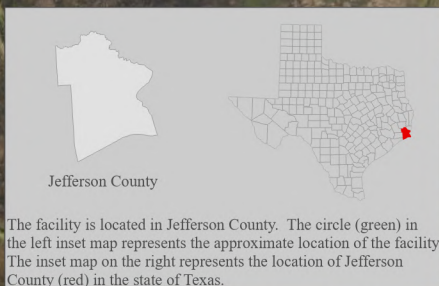 Jefferson County
The facility is located in Jefferson County. The circle (green) in
the left inset map represents the approximate location of the facility
The inset map on the right represents the location of Jefferson
County (red) in the state of Texas.